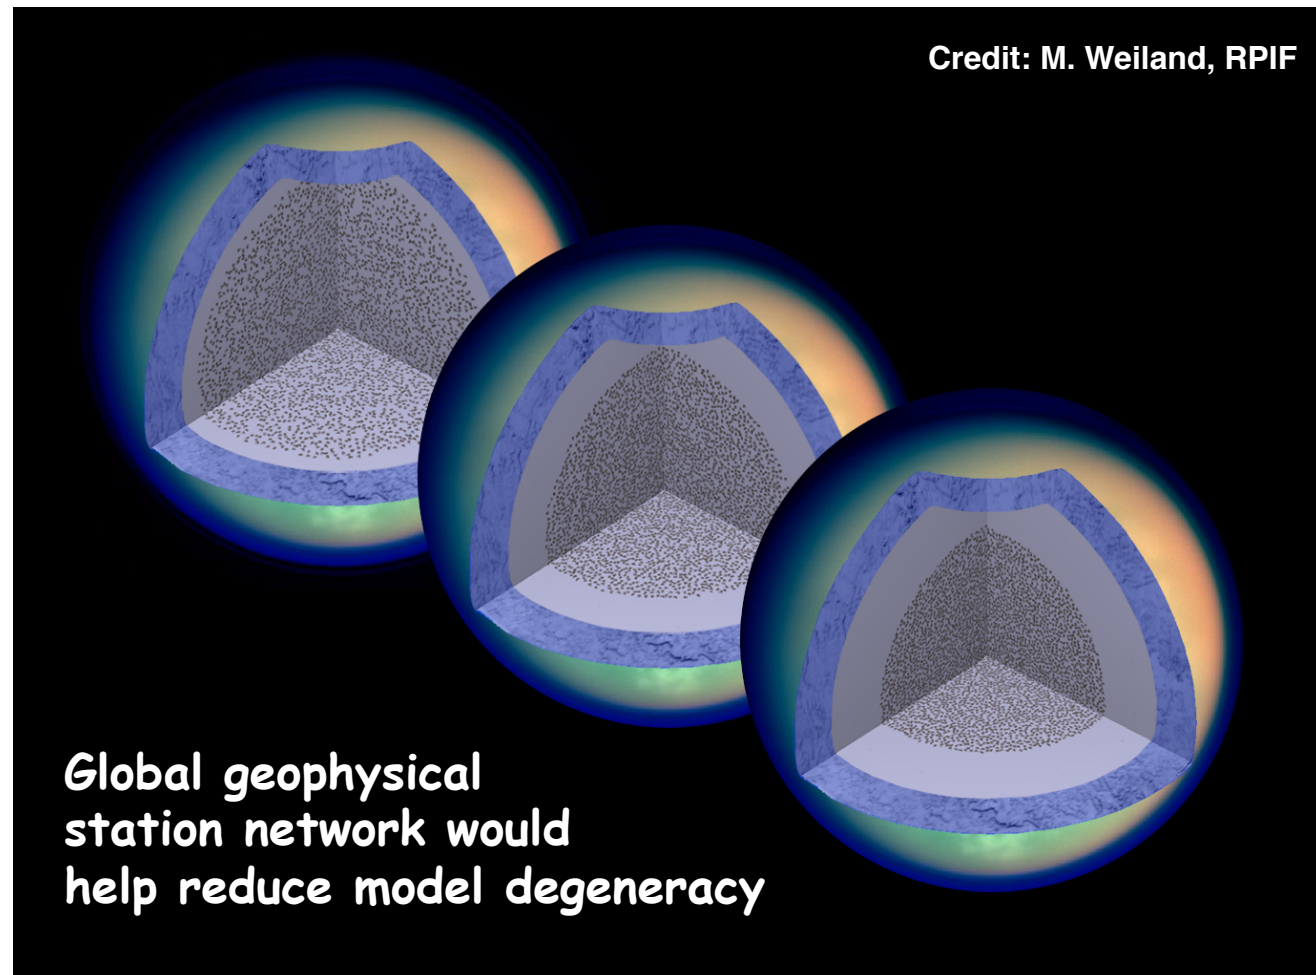 Credit: M. Weiland, RPIF
Global geophysical
station network would
help reduce model degeneracy